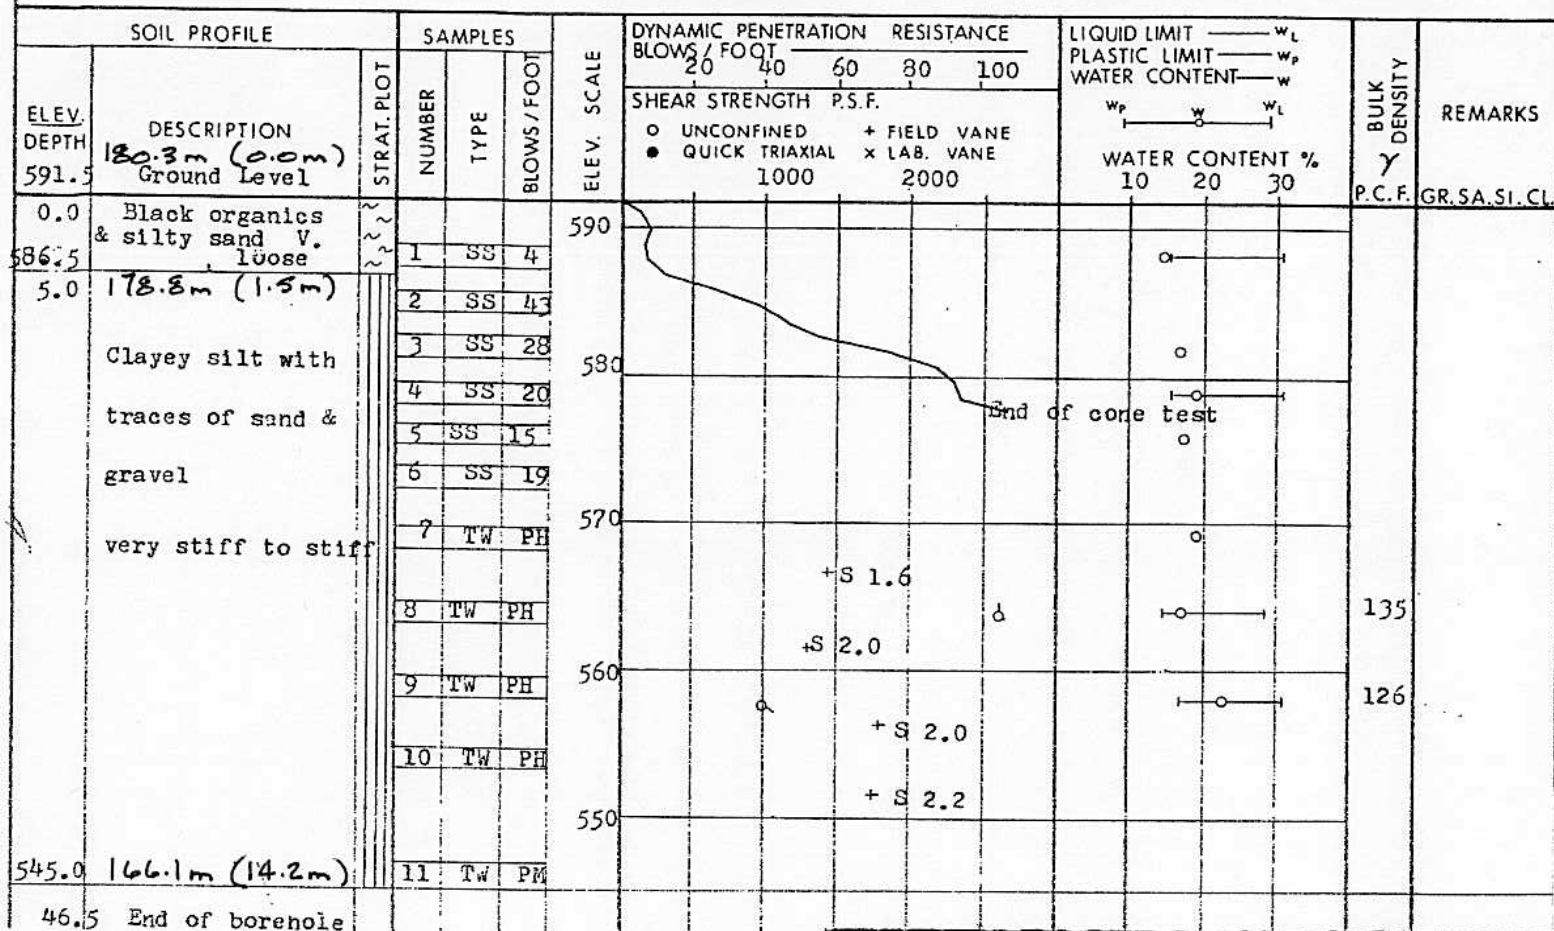 SOIL PROFILE
SAMPLES
ELEV. SCALE
DYNAMIC PENETRATION RESISTANCE
BLOWS / FOOT
20 40 60 80 100
SHEAR STRENGTH P.S.F.
○ UNCONFINED + FIELD VANE
● QUICK TRIAXIAL × LAB. VANE
1000 2000
LIQUID LIMIT wL
PLASTIC LIMIT wP
WATER CONTENT w
wP w wL
WATER CONTENT %
10 20 30
BULK DENSITY
γ
P.C.F.
REMARKS
GR.SA.SI.CL.
ELEV.
DEPTH
DESCRIPTION
STRAT. PLOT
NUMBER
TYPE
BLOWS / FOOT
180.3m (0.0m)
591.5 Ground Level
0.0 Black organics
& silty sand V.
loose
586.5
5.0 178.8m (1.5m)
Clayey silt with
traces of sand &
gravel
very stiff to stiff
545.0 166.1m (14.2m)
46.5 End of borehole
1 SS 4
2 SS 43
3 SS 28
4 SS 20
5 SS 15
6 SS 19
7 TW PH
8 TW PH
9 TW PH
10 TW PH
11 TW PM
590
580
570
560
550
End of cone test
+S 1.6
+S 2.0
+ S 2.0
+ S 2.2
135
126